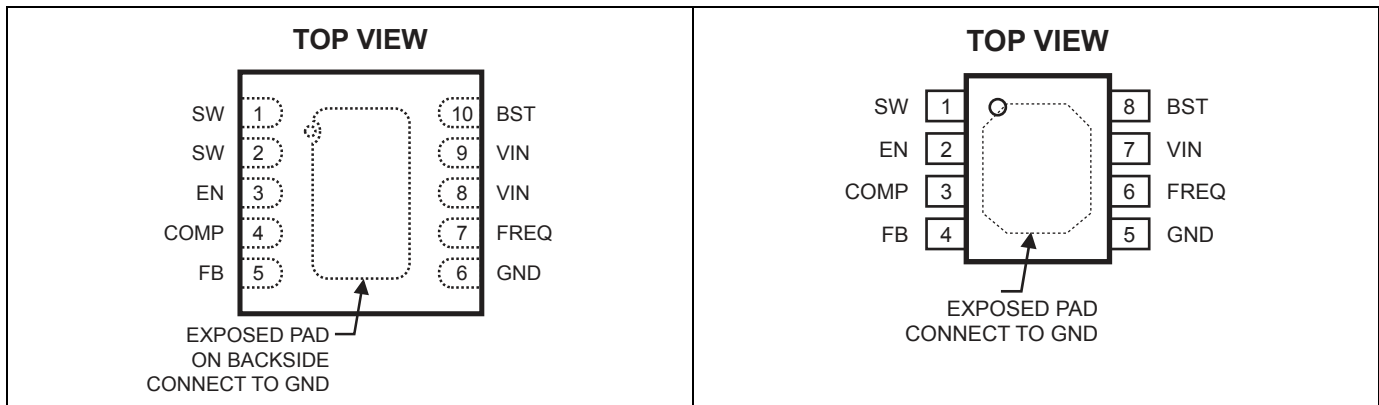 TOP VIEW
SW 1 10 BST
SW 2 9 VIN
EN 3 8 VIN
COMP 4 7 FREQ
FB 5 6 GND
EXPOSED PAD
ON BACKSIDE
CONNECT TO GND
TOP VIEW
SW 1 8 BST
EN 2 7 VIN
COMP 3 6 FREQ
FB 4 5 GND
EXPOSED PAD
CONNECT TO GND